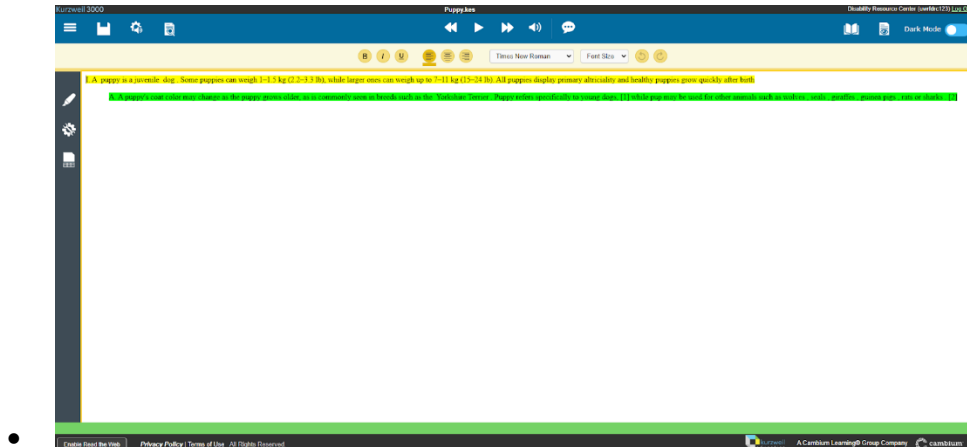 Kurzweil 3000
Puppy.kes
Disability Resource Center (uwrfdrc123) Log O
Dark Mode
B I U
Times New Roman
Font Size
I. A puppy is a juvenile dog . Some puppies can weigh 1–1.5 kg (2.2–3.3 lb), while larger ones can weigh up to 7–11 kg (15–24 lb). All puppies display primary altriciality and healthy puppies grow quickly after birth
A. A puppy's coat color may change as the puppy grows older, as is commonly seen in breeds such as the Yorkshire Terrier . Puppy refers specifically to young dogs, [1] while pup may be used for other animals such as wolves , seals , giraffes , guinea pigs , rats or sharks . [2]
Enable Read the Web
Privacy Policy | Terms of Use All Rights Reserved
kurzweil
A Cambium Learning® Group Company
cambium